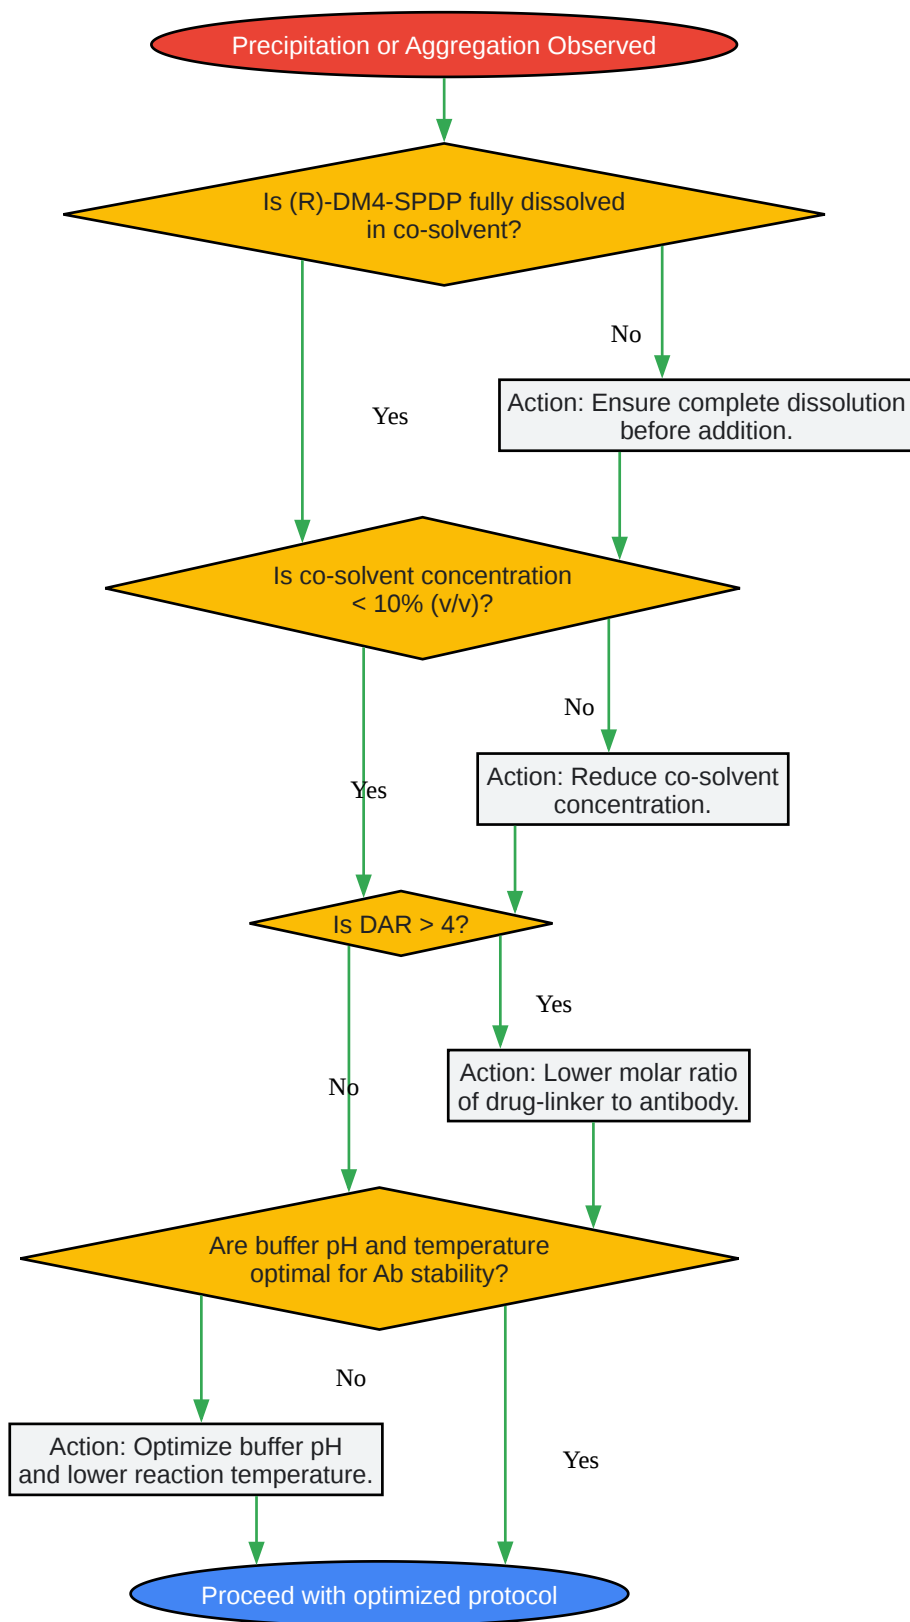 Precipitation or Aggregation Observed
Is (R)-DM4-SPDP fully dissolved
in co-solvent?
No
Yes
Action: Ensure complete dissolution
before addition.
Is co-solvent concentration
< 10% (v/v)?
No
Yes
Action: Reduce co-solvent
concentration.
Is DAR > 4?
Yes
No
Action: Lower molar ratio
of drug-linker to antibody.
Are buffer pH and temperature
optimal for Ab stability?
No
Yes
Action: Optimize buffer pH
and lower reaction temperature.
Proceed with optimized protocol